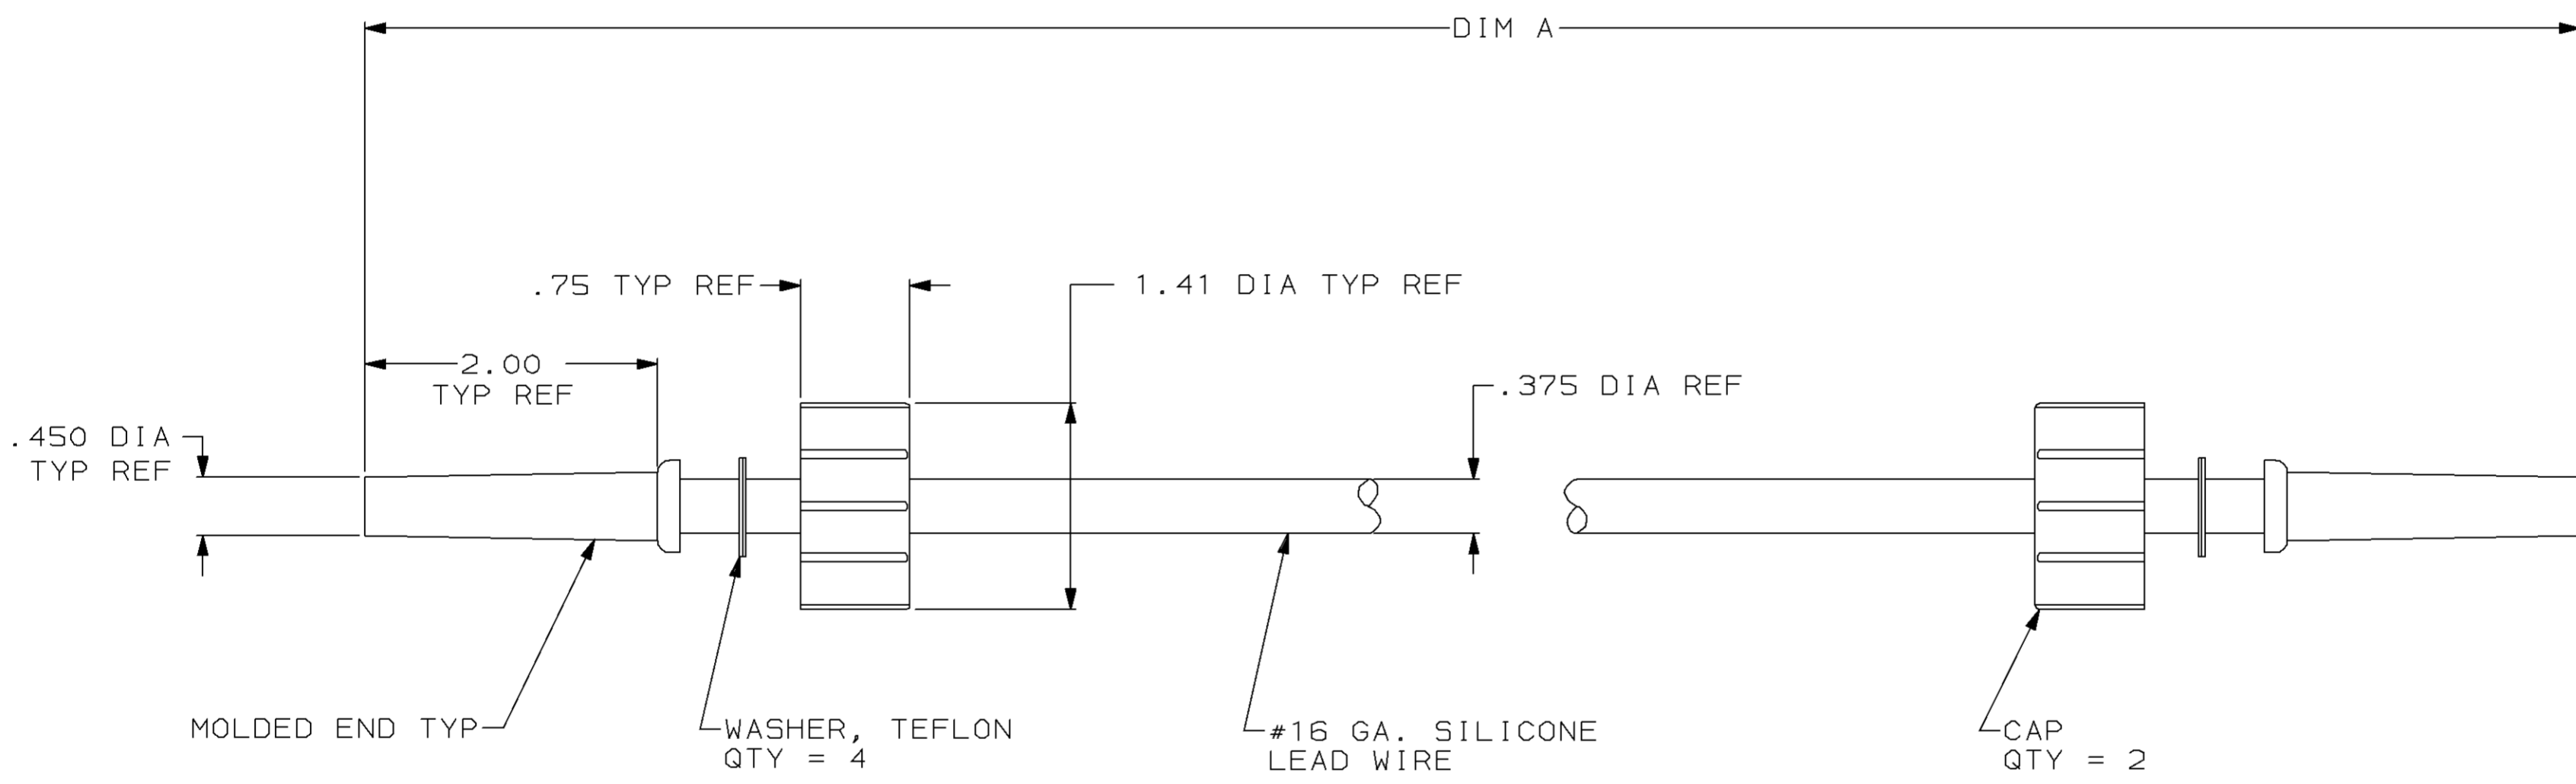 DIM A
.75 TYP REF
1.41 DIA TYP REF
2.00
TYP REF
.375 DIA REF
.450 DIA
TYP REF
MOLDED END TYP
WASHER, TEFLON
QTY = 4
#16 GA. SILICONE
LEAD WIRE
CAP
QTY = 2